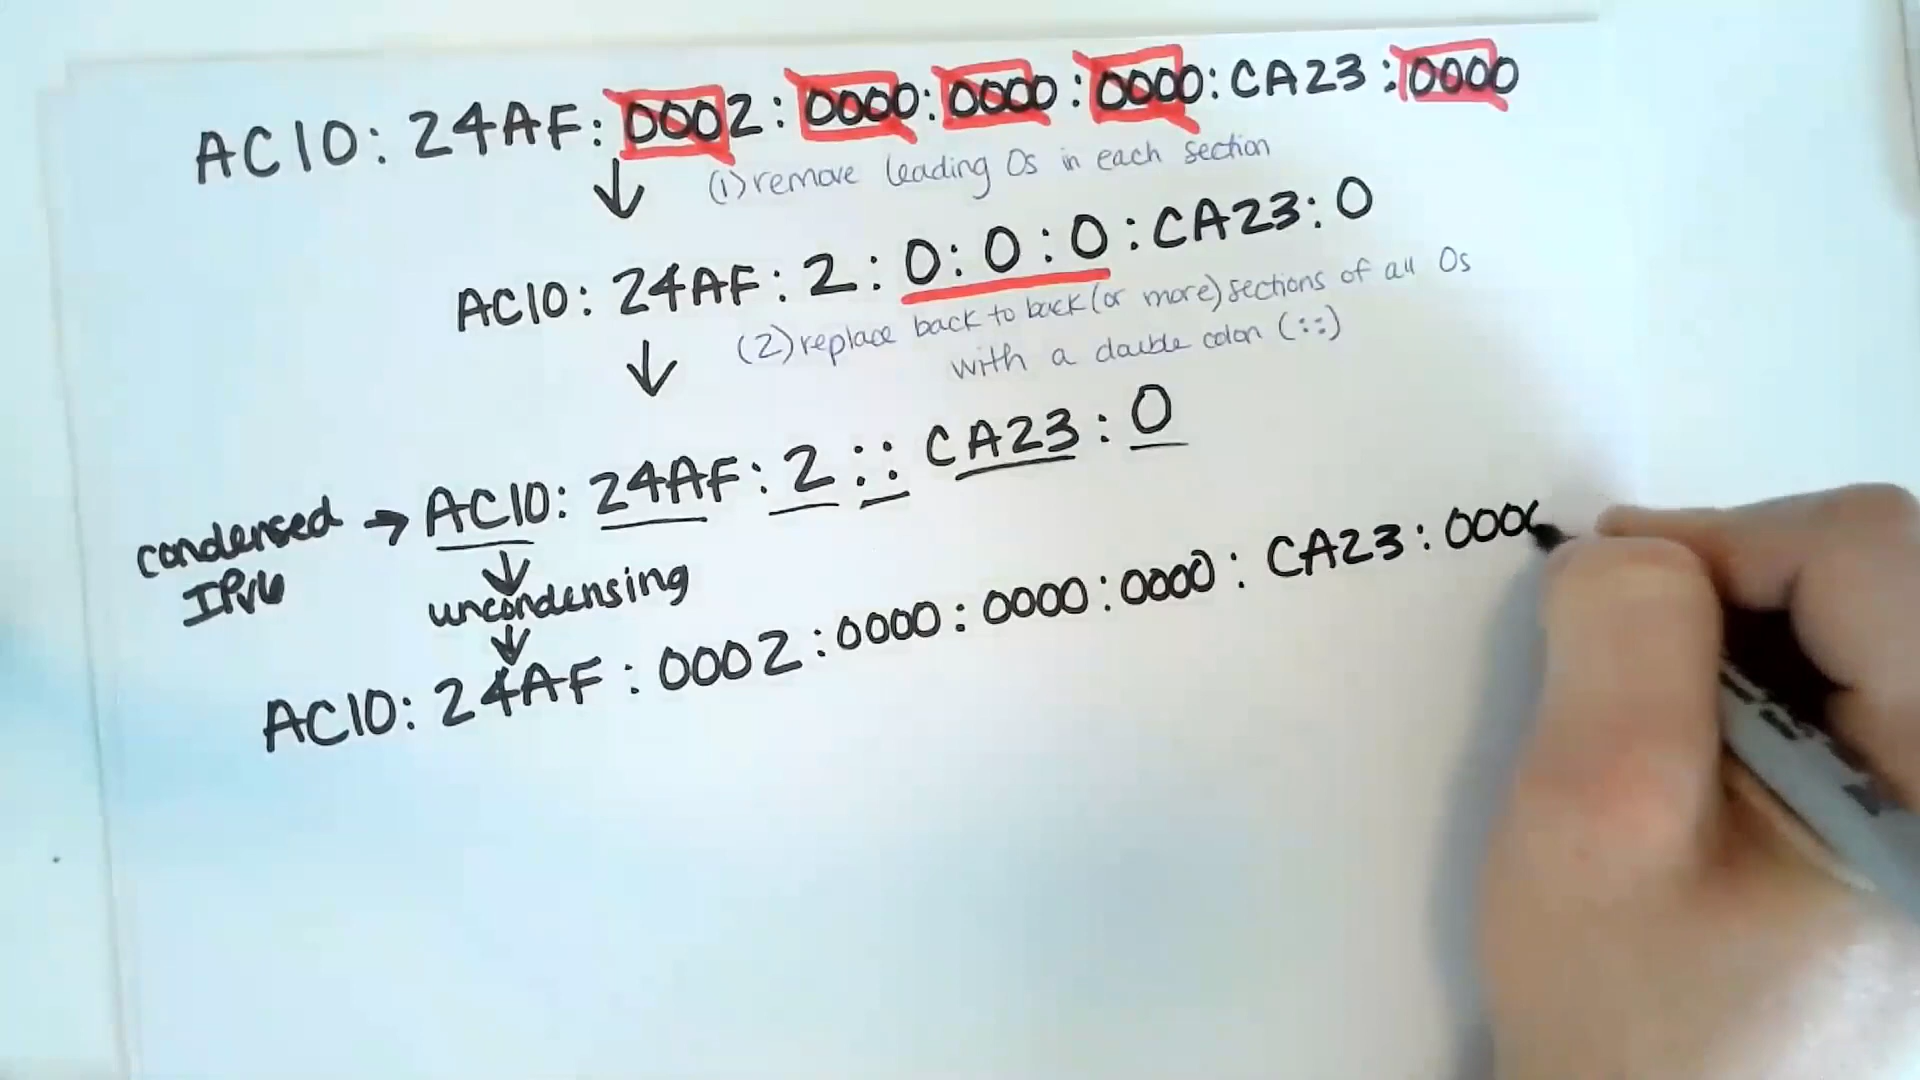 AC10:24AF:0002:0000:0000:0000:CA23:0000
(1) remove leading 0s in each section
AC10:24AF:2:0:0:0:CA23:0
(2) replace back to back (or more) sections of all 0s
with a double colon (::)
condensed IPv6 → AC10:24AF:2::CA23:0
uncondensing
AC10:24AF:0002:0000:0000:0000:CA23:0000